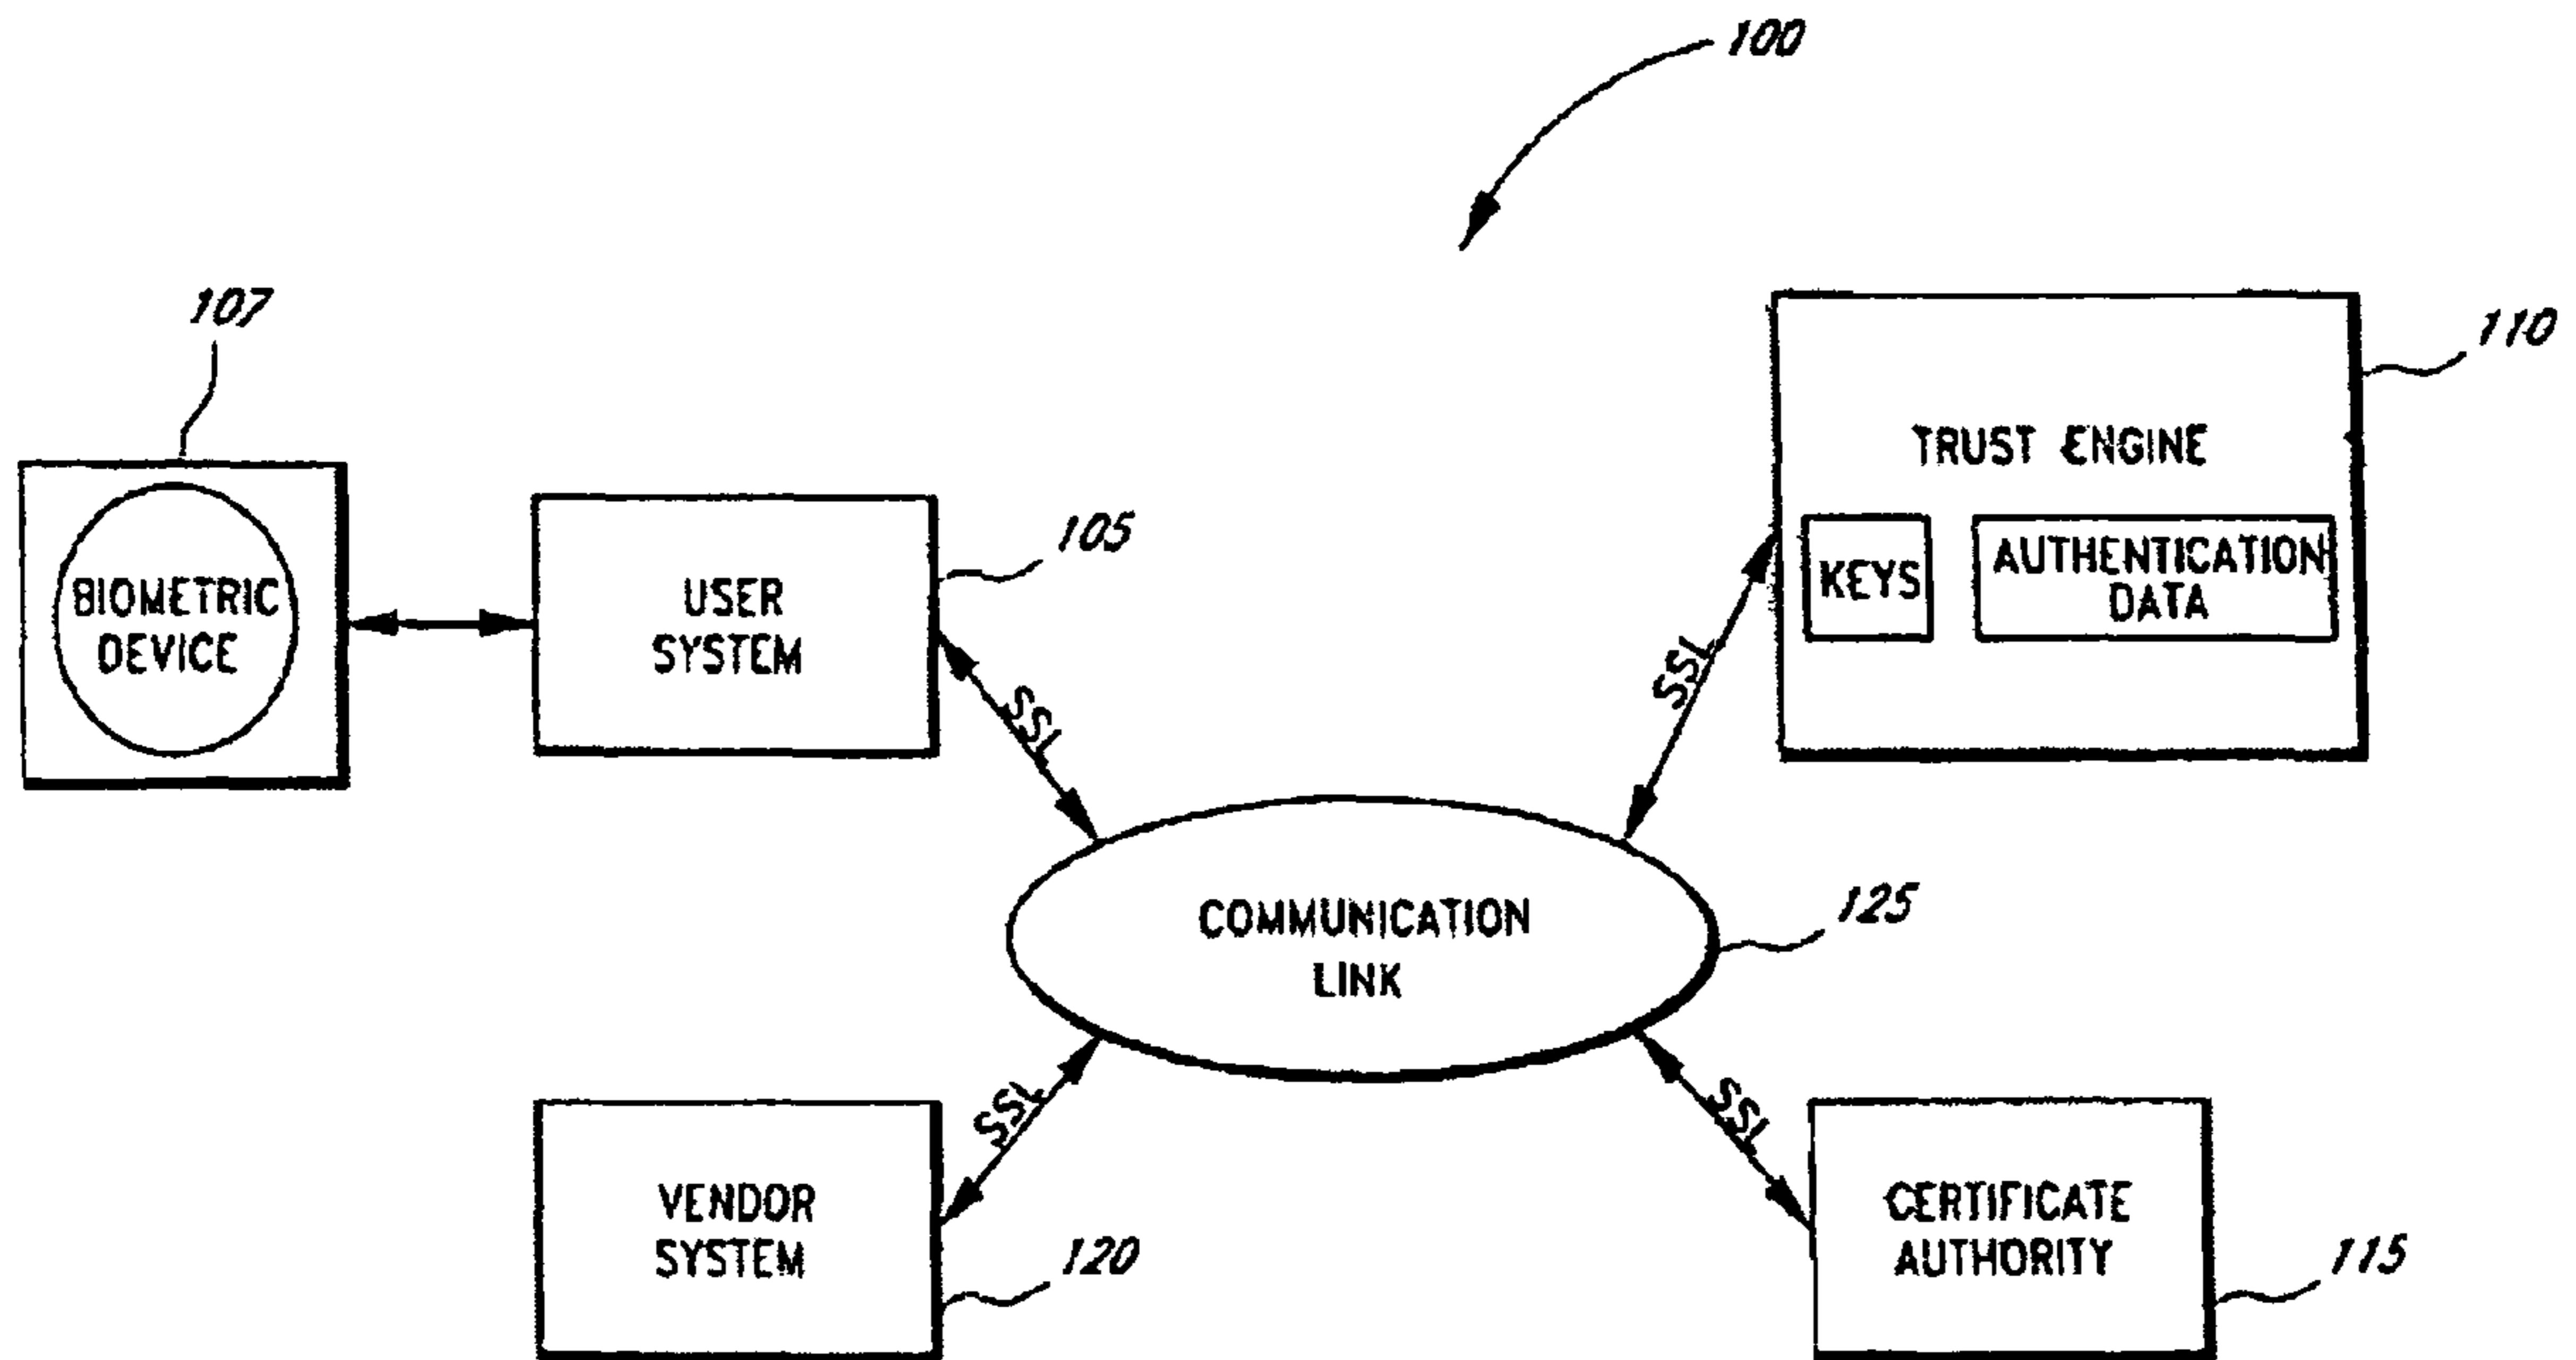 100
107
110
TRUST ENGINE
105
KEYS
AUTHENTICATION
DATA
BIOMETRIC
DEVICE
USER
SYSTEM
SSL
SSL
125
COMMUNICATION
LINK
SSL
SSL
VENDOR
SYSTEM
120
CERTIFICATE
AUTHORITY
115